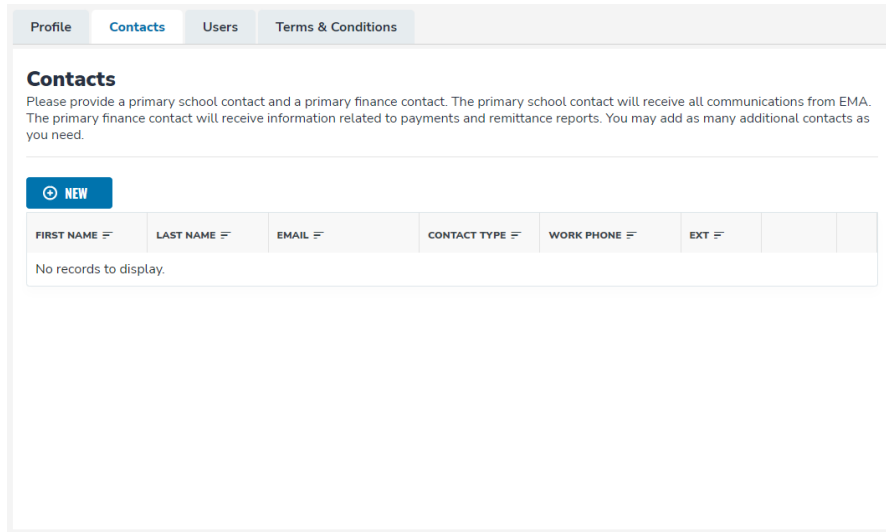 Profile Contacts Users Terms & Conditions
Contacts
Please provide a primary school contact and a primary finance contact. The primary school contact will receive all communications from EMA.
The primary finance contact will receive information related to payments and remittance reports. You may add as many additional contacts as
you need.
NEW
FIRST NAME LAST NAME EMAIL CONTACT TYPE WORK PHONE EXT
No records to display.